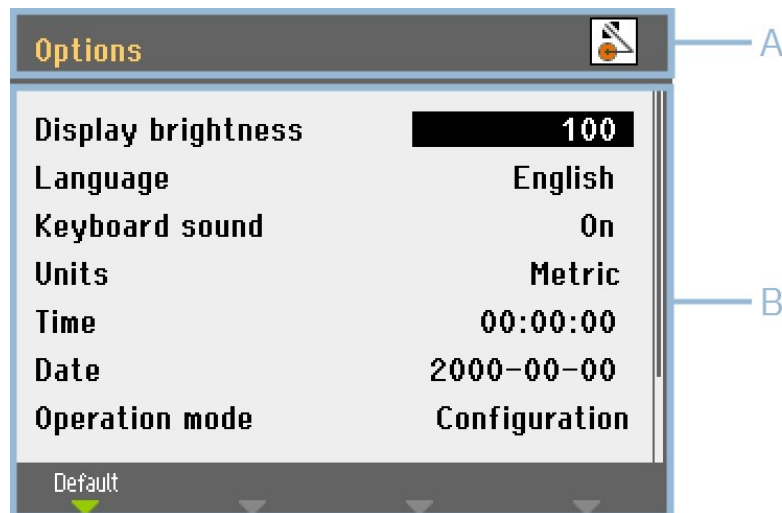 Options
A
Display brightness 100
Language English
Keyboard sound On
Units Metric
Time 00:00:00
Date 2000-00-00
Operation mode Configuration
B
Default